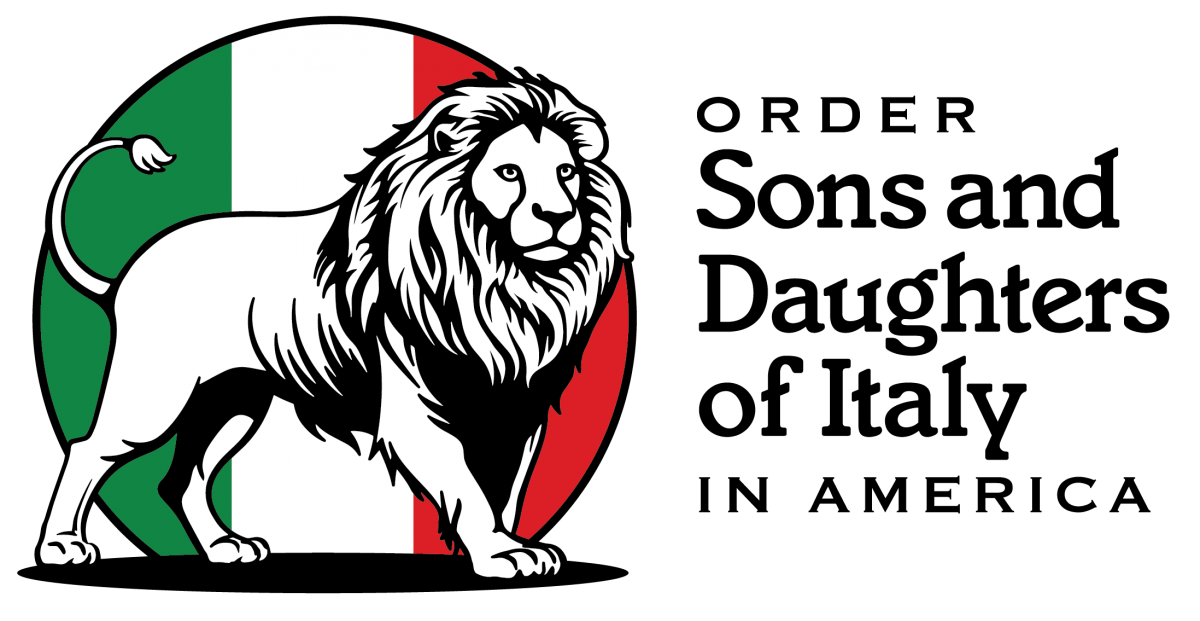 ORDER
Sons and
Daughters
of Italy
IN AMERICA